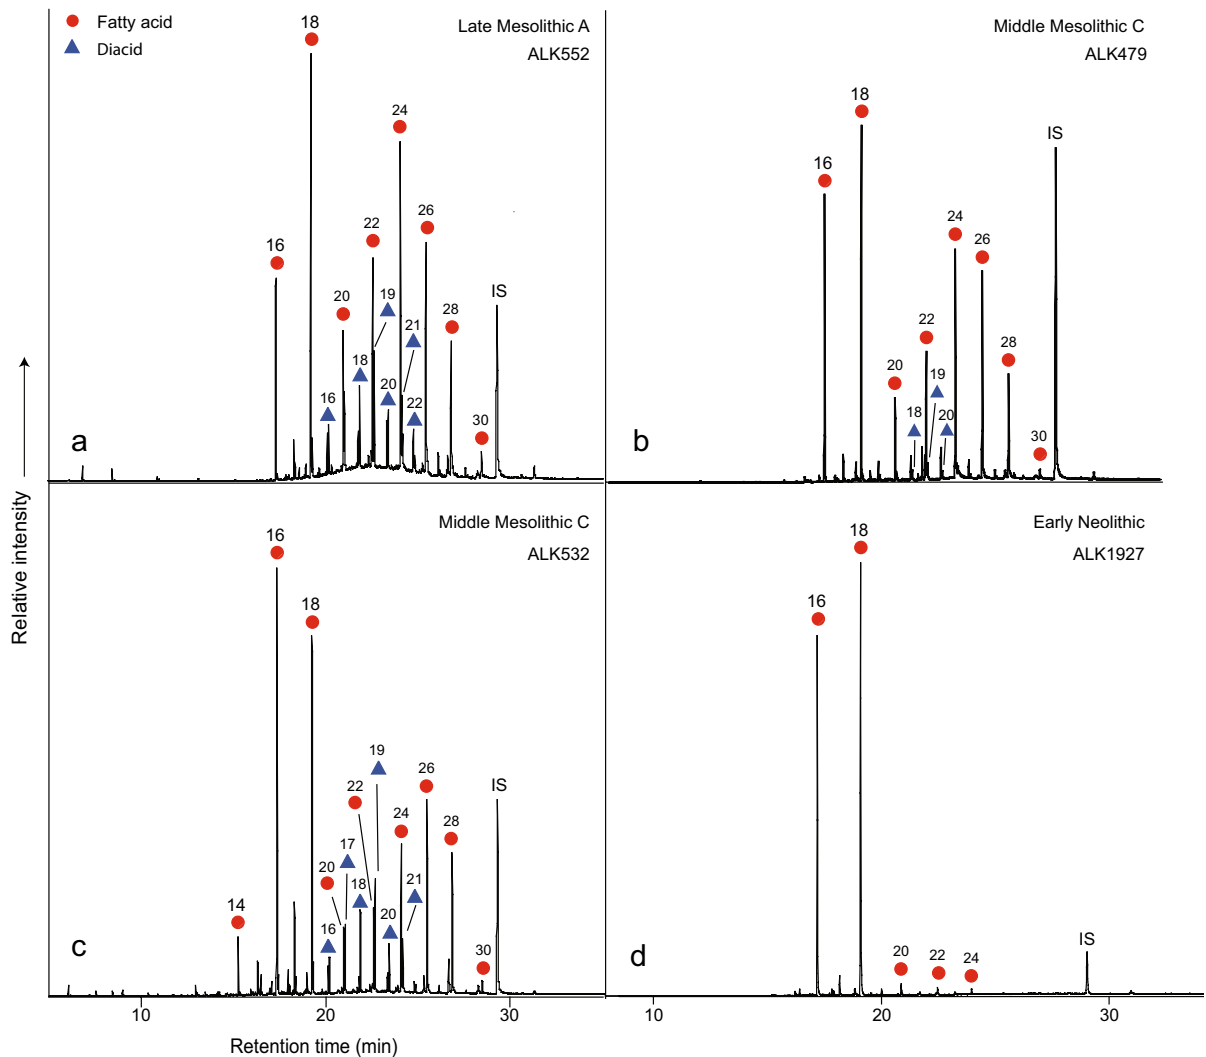 Fatty acid
Diacid
Late Mesolithic A
ALK552
18
24
26
22
16
20
19
IS
21
28
18
16
20
22
30
a
Middle Mesolithic C
ALK479
18
IS
16
24
26
22
28
20
19
18
20
30
b
Middle Mesolithic C
ALK532
16
18
19
26
IS
22
24
28
17
20
18
21
14
16
20
30
c
Early Neolithic
ALK1927
18
16
20
22
24
IS
d
10
20
30
10
20
30
Retention time (min)
Relative intensity